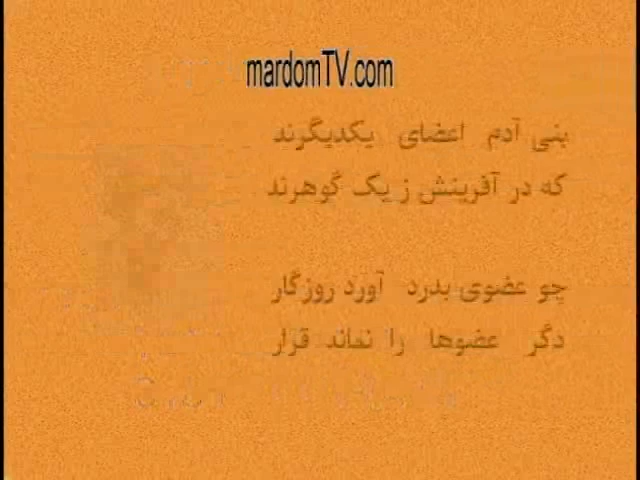 mardomTV.com
بنی آدم اعضای یکدیگرند
که در آفرینش ز یک گوهرند
چو عضوی بدرد آورد روزگار
دگر عضوها را نماند قرار